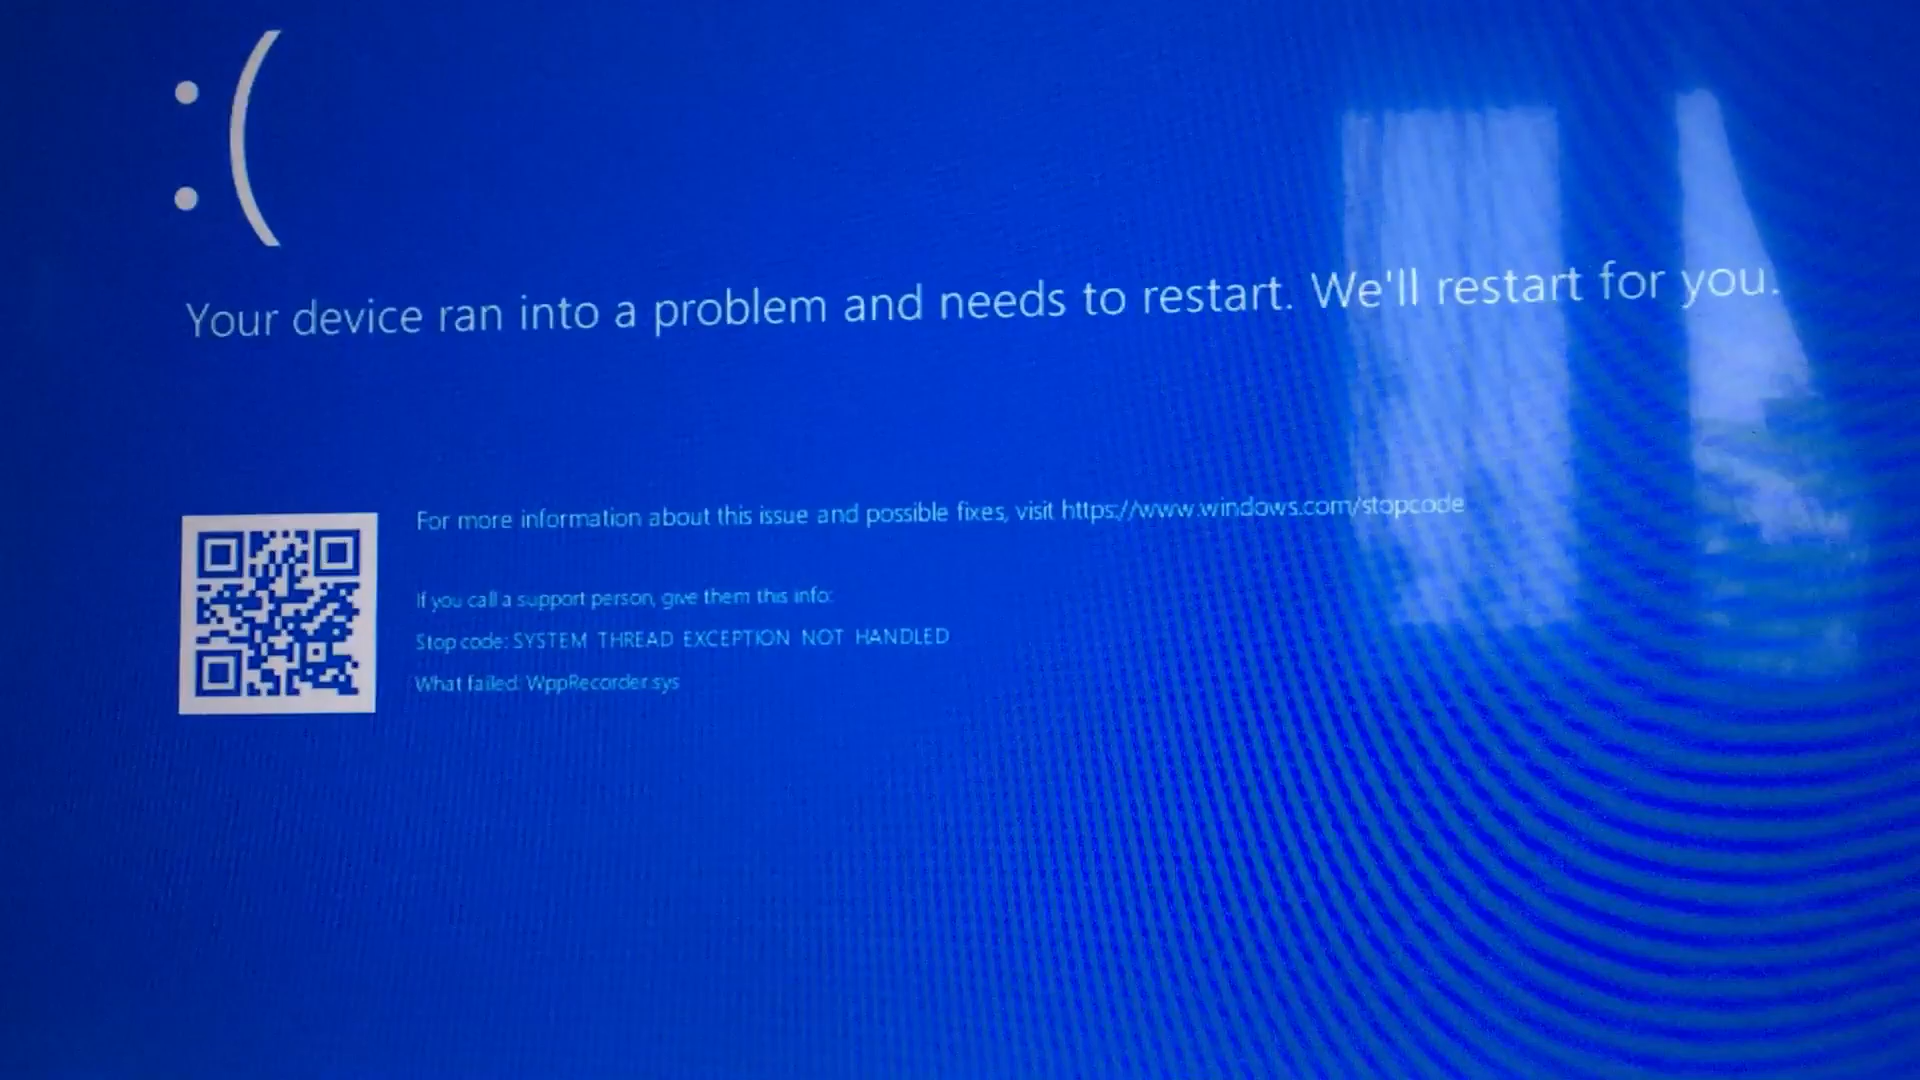 :(
Your device ran into a problem and needs to restart. We'll restart for you.
For more information about this issue and possible fixes, visit https://www.windows.com/stopcode
If you call a support person, give them this info:
Stop code: SYSTEM THREAD EXCEPTION NOT HANDLED
What failed: WppRecorder.sys